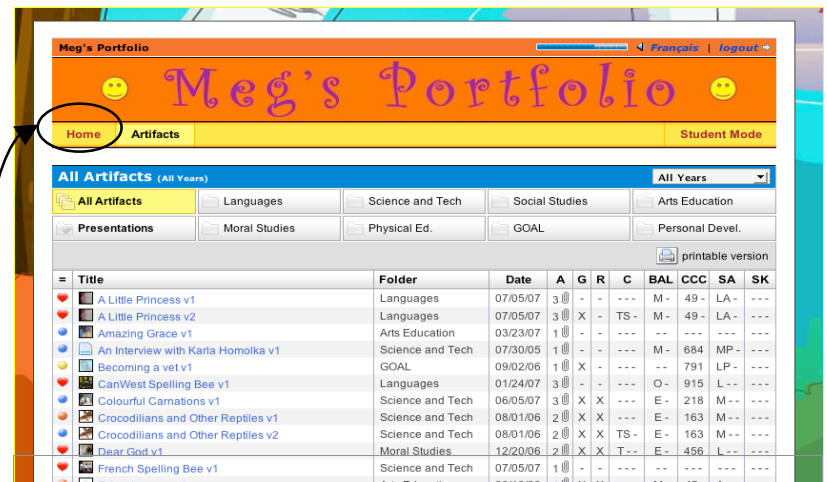 Meg's Portfolio Français | logout
Meg's Portfolio
Home Artifacts Student Mode
All Artifacts (All Years) All Years
All Artifacts Languages Science and Tech Social Studies Arts Education
Presentations Moral Studies Physical Ed. GOAL Personal Devel.
printable version
= Title Folder Date A G R C BAL CCC SA SK
A Little Princess v1 Languages 07/05/07 3 - - - - - M - 49 - LA - - - -
A Little Princess v2 Languages 07/05/07 3 X - TS - M - 49 - LA - - - -
Amazing Grace v1 Arts Education 03/23/07 1 - - - - - - - - - - - - - - - -
An Interview with Karla Homolka v1 Science and Tech 07/30/05 1 - - - - - M - 684 MP - - - -
Becoming a vet v1 GOAL 09/02/06 1 X - - - - - - 791 LP - - - -
CanWest Spelling Bee v1 Languages 01/24/07 3 - - - - - O - 915 L - - - - -
Colourful Carnations v1 Science and Tech 06/05/07 3 X X - - - E - 218 M - - - - -
Crocodilians and Other Reptiles v1 Science and Tech 08/01/06 2 X X - - - E - 163 M - - - - -
Crocodilians and Other Reptiles v2 Science and Tech 08/01/06 2 X X TS - E - 163 M - - - - -
Dear God v1 Moral Studies 12/20/06 2 X X T - - E - 456 L - - - - -
French Spelling Bee v1 Science and Tech 07/05/07 1 - - - - - - - - - - - - - - - -